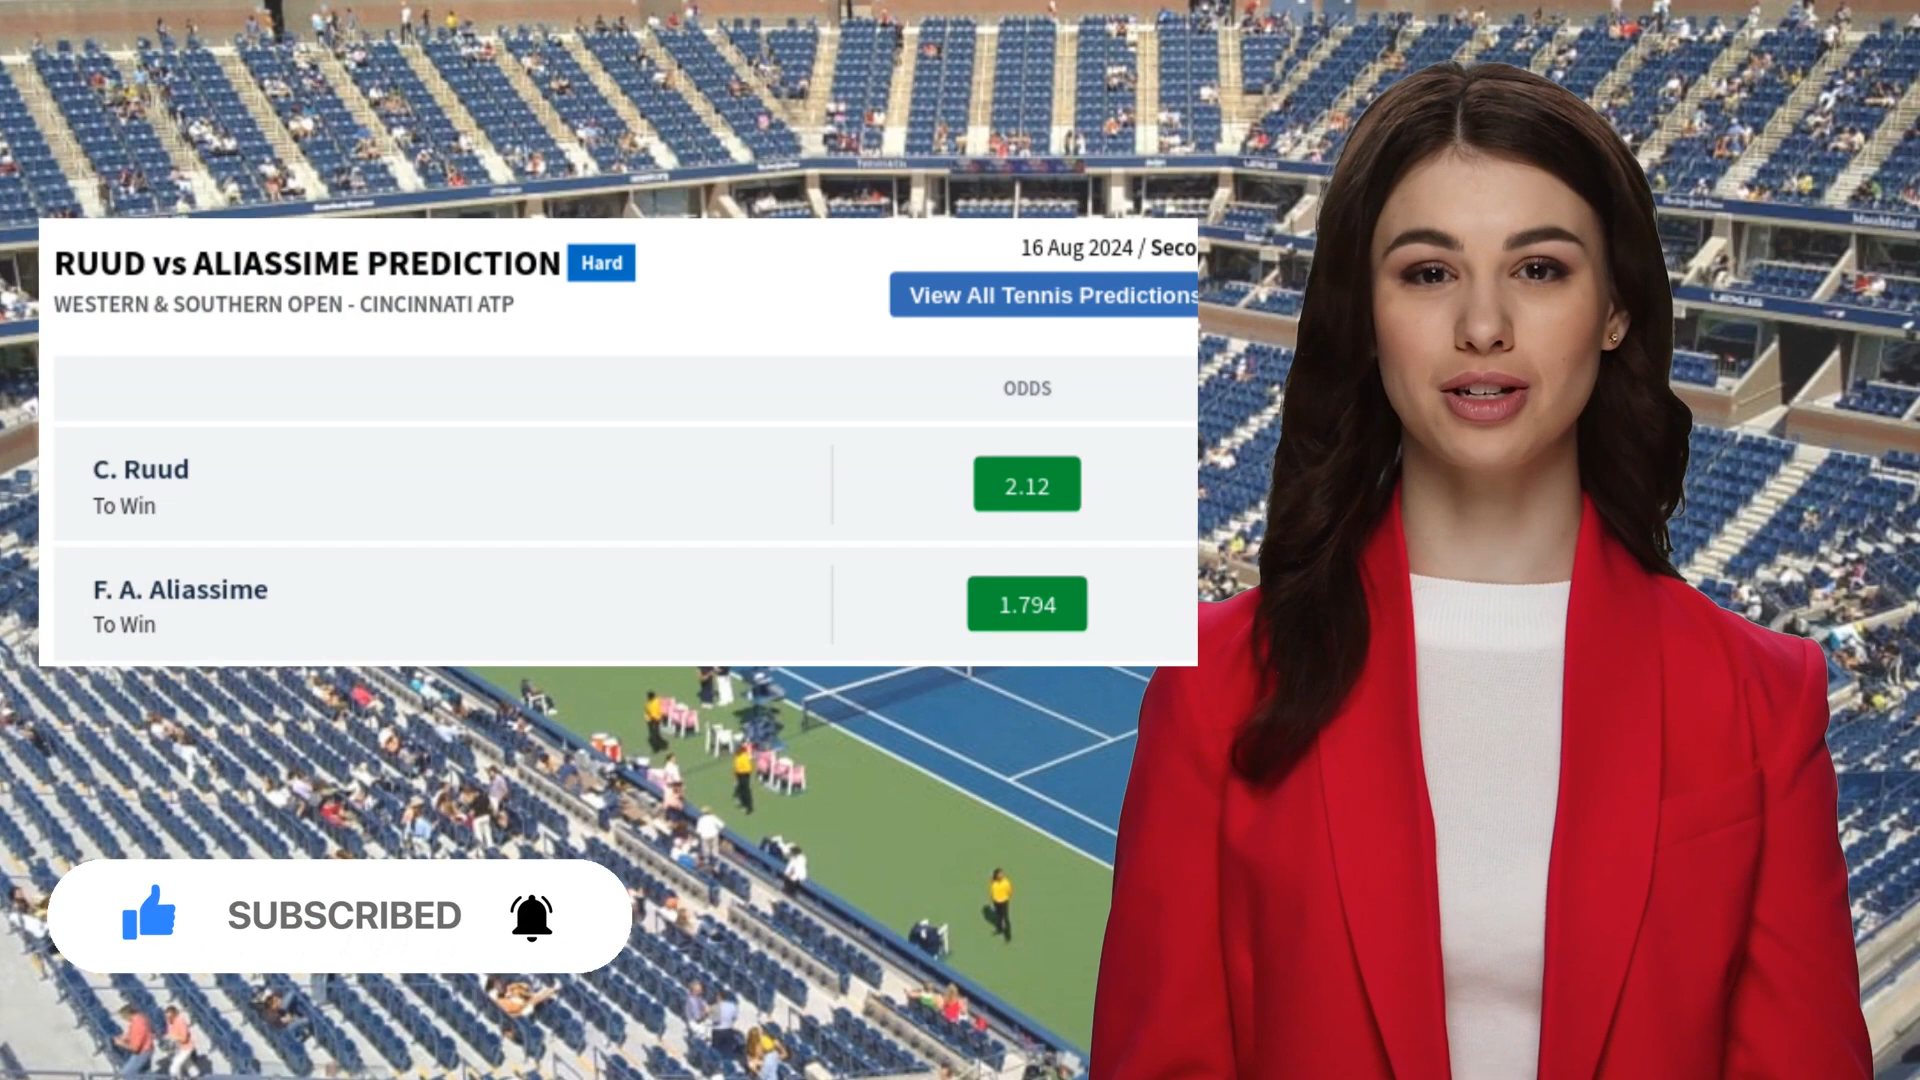 RUUD vs ALIASSIME PREDICTION Hard
WESTERN & SOUTHERN OPEN - CINCINNATI ATP
16 Aug 2024 / Seco
View All Tennis Predictions
ODDS
C. Ruud
To Win
2.12
F. A. Aliassime
To Win
1.794
SUBSCRIBED